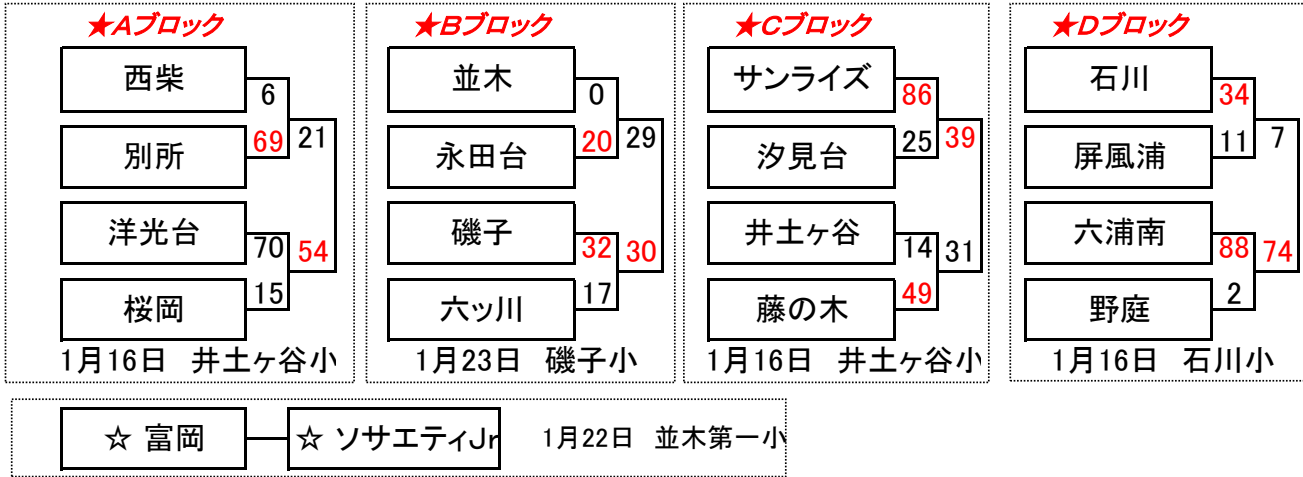 ★Aブロック
西柴
6
別所
69
21
洋光台
70
54
桜岡
15
1月16日 井土ヶ谷小
★Bブロック
並木
0
永田台
20
29
磯子
32
30
六ッ川
17
1月23日 磯子小
★Cブロック
サンライズ
86
汐見台
25
39
井土ヶ谷
14
31
藤の木
49
1月16日 井土ヶ谷小
★Dブロック
石川
34
屏風浦
11
7
六浦南
88
74
野庭
2
1月16日 石川小
☆ 富岡
☆ ソサエティJr
1月22日 並木第一小